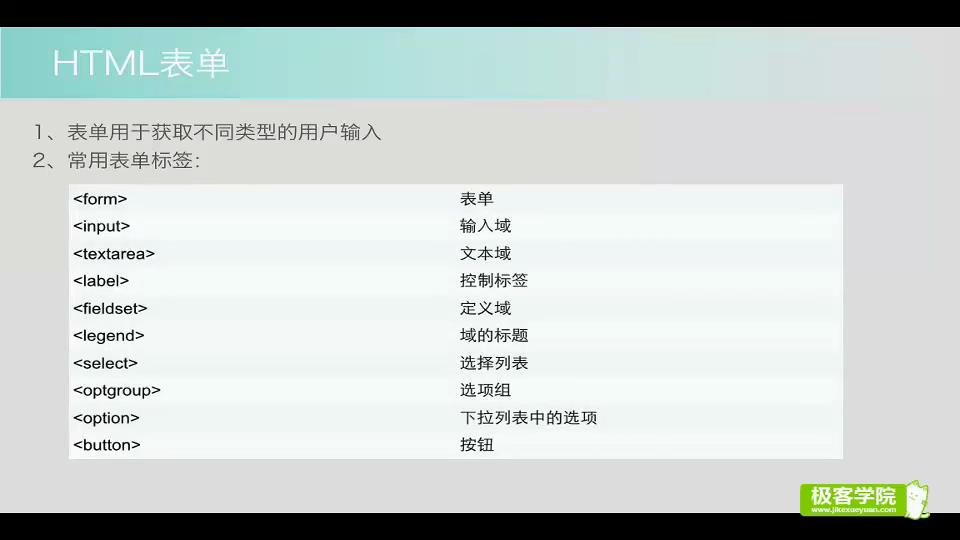 HTML表单
1、表单用于获取不同类型的用户输入
2、常用表单标签：
<form> 表单
<input> 输入域
<textarea> 文本域
<label> 控制标签
<fieldset> 定义域
<legend> 域的标题
<select> 选择列表
<optgroup> 选项组
<option> 下拉列表中的选项
<button> 按钮
极客学院
www.jikexueyuan.com